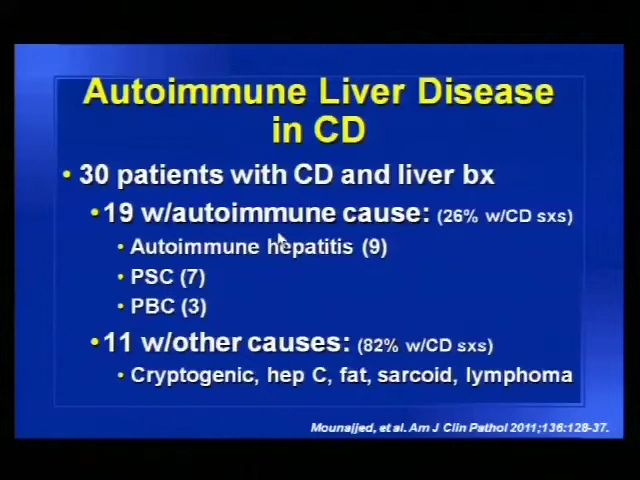 Autoimmune Liver Disease
in CD
• 30 patients with CD and liver bx
•19 w/autoimmune cause: (26% w/CD sxs)
• Autoimmune hepatitis (9)
• PSC (7)
• PBC (3)
•11 w/other causes: (82% w/CD sxs)
• Cryptogenic, hep C, fat, sarcoid, lymphoma
Mounajjed, et al. Am J Clin Pathol 2011;136:128-37.